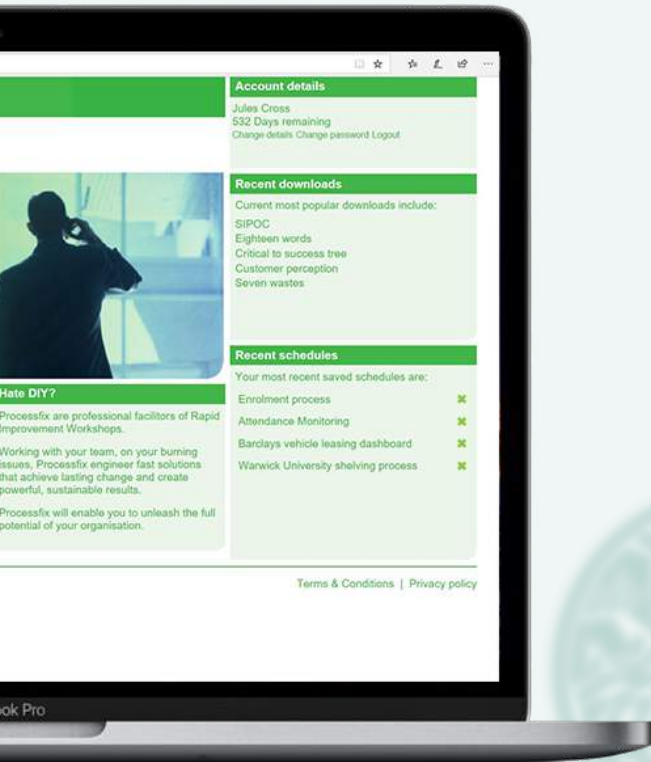 Account details
Jules Cross
532 Days remaining
Change details Change password Logout
Recent downloads
Current most popular downloads include:
SIPOC
Eighteen words
Critical to success tree
Customer perception
Seven wastes
Hate DIY?
Processfix are professional facilitors of Rapid
Improvement Workshops.
Working with your team, on your burning
issues, Processfix engineer fast solutions
that achieve lasting change and create
powerful, sustainable results.
Processfix will enable you to unleash the full
potential of your organisation.
Recent schedules
Your most recent saved schedules are:
Enrolment process
Attendance Monitoring
Barclays vehicle leasing dashboard
Warwick University shelving process
Terms & Conditions | Privacy policy
ok Pro